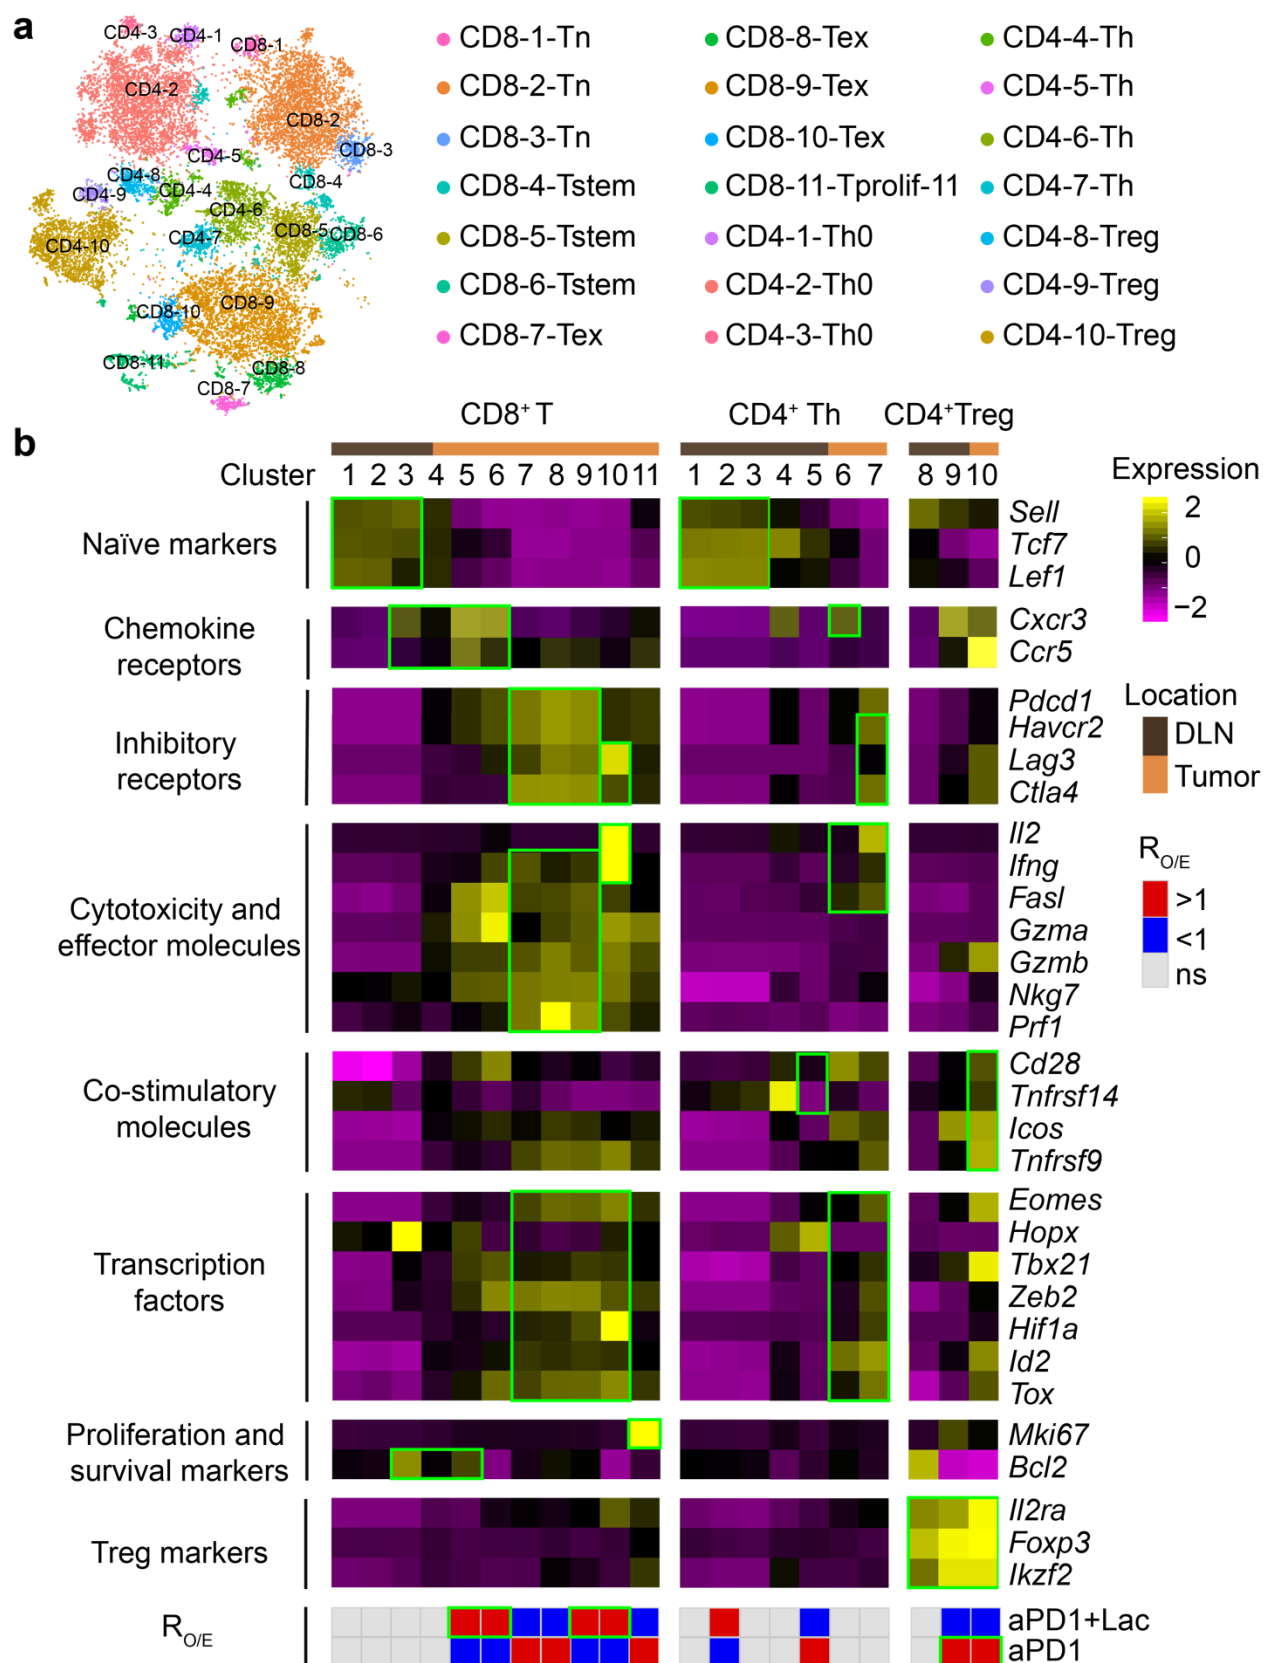 a
CD4-3
CD4-1
CD8-1
CD4-2
CD8-2
CD8-3
CD4-5
CD4-8
CD8-4
CD4-9
CD4-4
CD4-6
CD4-10
CD4-7
CD8-5
CD8-6
CD8-9
CD8-10
CD8-11
CD8-8
CD8-7
CD8-1-Tn
CD8-2-Tn
CD8-3-Tn
CD8-4-Tstem
CD8-5-Tstem
CD8-6-Tstem
CD8-7-Tex
CD8-8-Tex
CD8-9-Tex
CD8-10-Tex
CD8-11-Tprolif-11
CD4-1-Th0
CD4-2-Th0
CD4-3-Th0
CD4-4-Th
CD4-5-Th
CD4-6-Th
CD4-7-Th
CD4-8-Treg
CD4-9-Treg
CD4-10-Treg
b
CD8⁺ T CD4⁺ Th CD4⁺Treg
Cluster 1 2 3 4 5 6 7 8 9 10 11 1 2 3 4 5 6 7 8 9 10
Naïve markers
Sell
Tcf7
Lef1
Chemokine
receptors
Cxcr3
Ccr5
Inhibitory
receptors
Pdcd1
Havcr2
Lag3
Ctla4
Cytotoxicity and
effector molecules
Il2
Ifng
Fasl
Gzma
Gzmb
Nkg7
Prf1
Co-stimulatory
molecules
Cd28
Tnfrsf14
Icos
Tnfrsf9
Transcription
factors
Eomes
Hopx
Tbx21
Zeb2
Hif1a
Id2
Tox
Proliferation and
survival markers
Mki67
Bcl2
Treg markers
Il2ra
Foxp3
Ikzf2
R O/E
aPD1+Lac
aPD1
Expression
2
0
−2
Location
DLN
Tumor
R O/E
>1
<1
ns